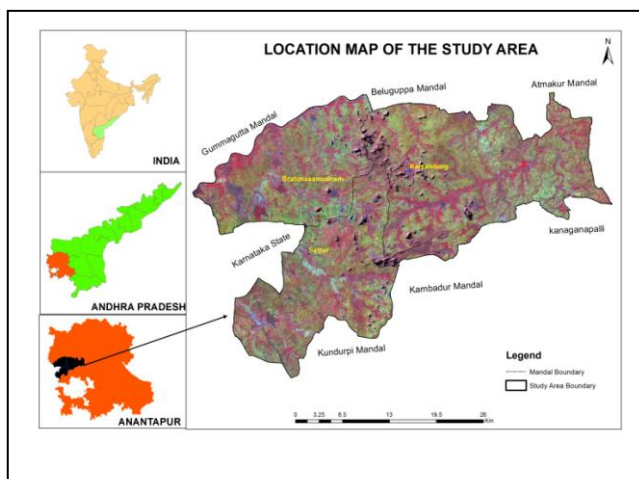 LOCATION MAP OF THE STUDY AREA
N
INDIA
ANDHRA PRADESH
ANANTAPUR
Gummagutta Mandal
Beluguppa Mandal
Atmakur Mandal
Brahmasamudram
Kalyandurg
kanaganapalli
Karnataka State
Settur
Kambadur Mandal
Kundurpi Mandal
Legend
Mandal Boundary
Study Area Boundary
0 3.25 6.5 13 19.5 26
Km